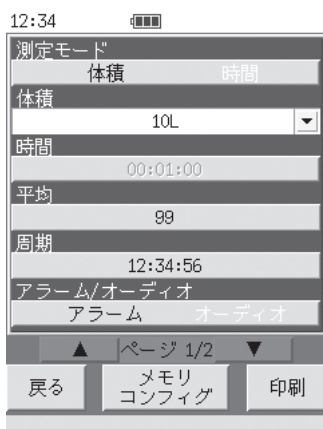 12:34
測定モード
体積 時間
体積
10L
時間
00:01:00
平均
99
周期
12:34:56
アラーム/オーディオ
アラーム オーディオ
▲ ページ 1/2 ▼
戻る メモリ コンフィグ 印刷